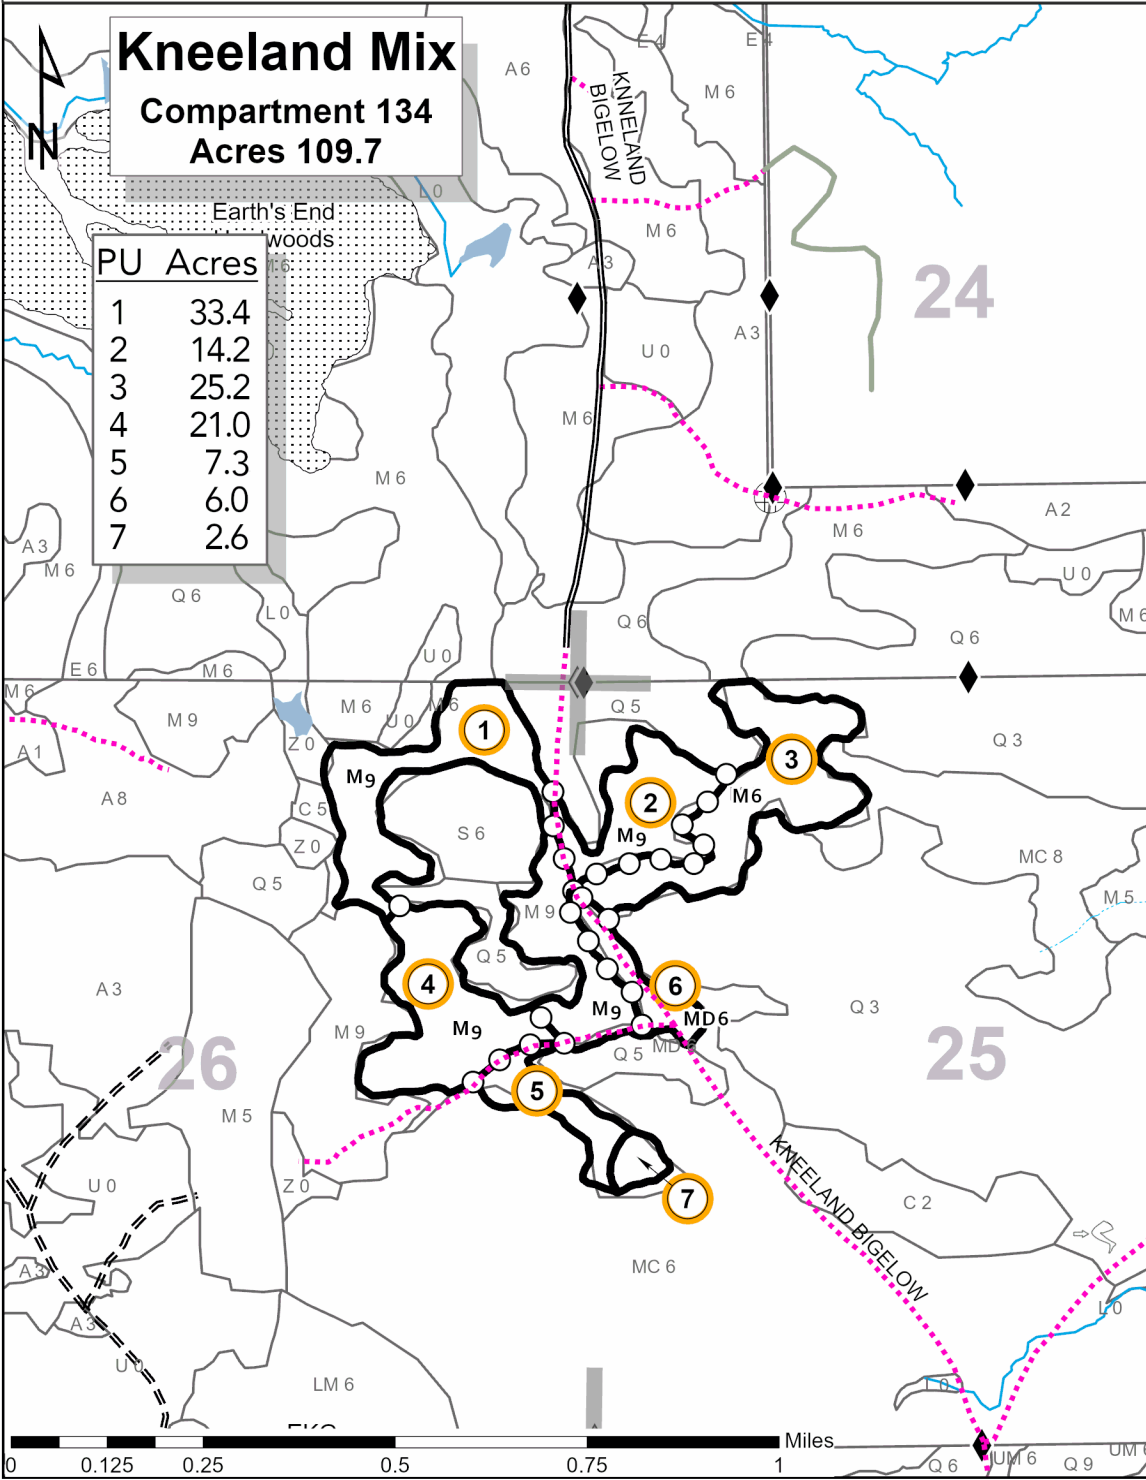 Kneeland Mix
Compartment 134
Acres 109.7
N
A 6
E 4
E 4
M 6
KNNELAND
BIGELOW
L 0
Earth's End
M 6
A 3
24
PU Acres
1 33.4
2 14.2
3 25.2
4 21.0
5 7.3
6 6.0
7 2.6
U 0
A 3
M 6
M 6
A 2
M 6
A 3
M 6
U 0
Q 6
L 0
Q 6
M 6
Q 6
U 0
E 6
M 6
M 6
M 6
M 6
Q 5
M 9
U 0
1
Z 0
Q 3
A 1
3
M9
A 8
C 5
2
M6
S 6
M9
Z 0
MC 8
Q 5
M 5
M 9
Q 5
4
6
A 3
Q 3
M9
MD6
M 9
M9
26
Q 5
MD 6
25
5
M 5
KNEELAND BIGELOW
U 0
Z 0
7
C 2
MC 6
A 3
L 0
A 3
U 0
LM 6
L 0
Miles
0 0.125 0.25 0.5 0.75 1
Q 6
UM 6
Q 9
UM 6